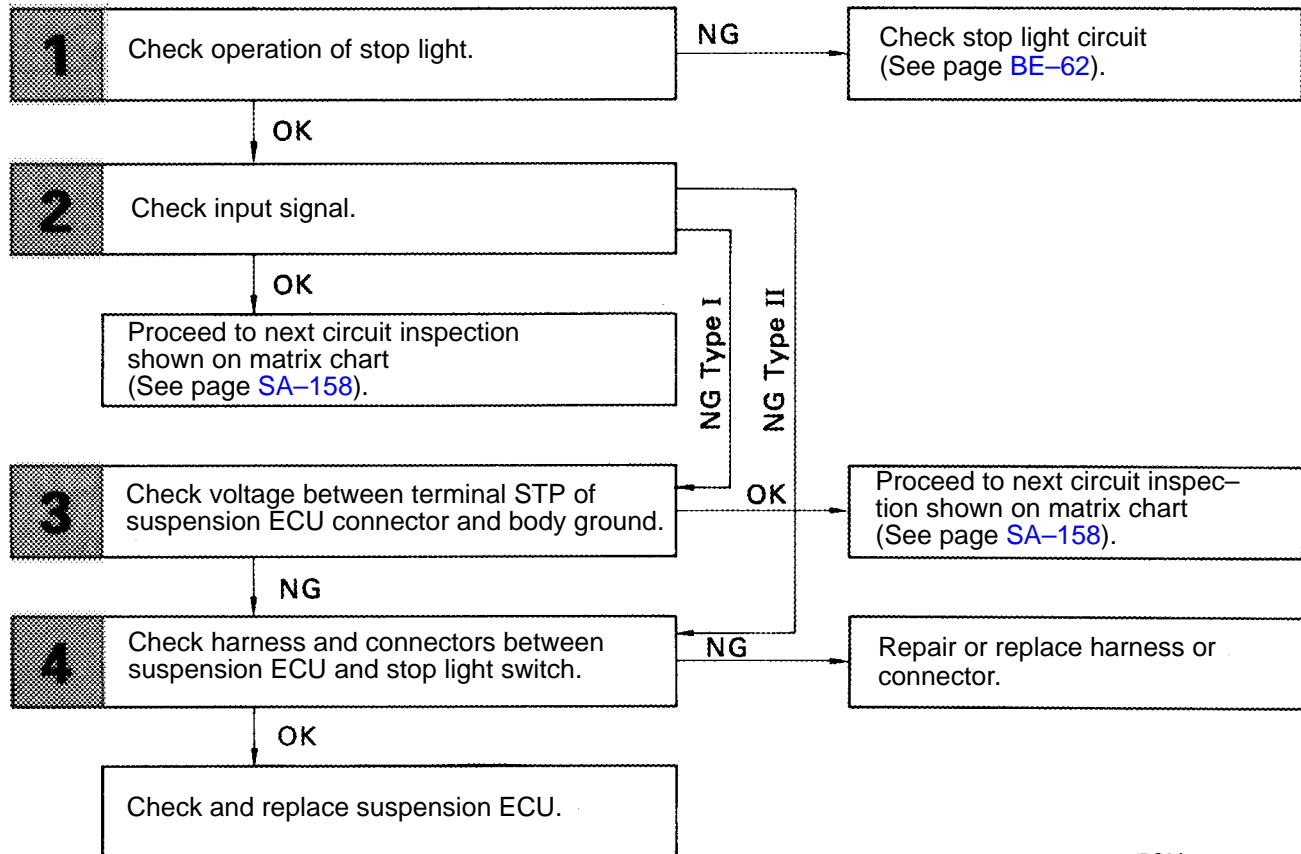 1
Check operation of stop light.
NG
Check stop light circuit
(See page BE–62).
OK
2
Check input signal.
OK
NG Type I
NG Type II
Proceed to next circuit inspection
shown on matrix chart
(See page SA–158).
3
Check voltage between terminal STP of
suspension ECU connector and body ground.
OK
Proceed to next circuit inspec–
tion shown on matrix chart
(See page SA–158).
NG
4
Check harness and connectors between
suspension ECU and stop light switch.
NG
Repair or replace harness or
connector.
OK
Check and replace suspension ECU.